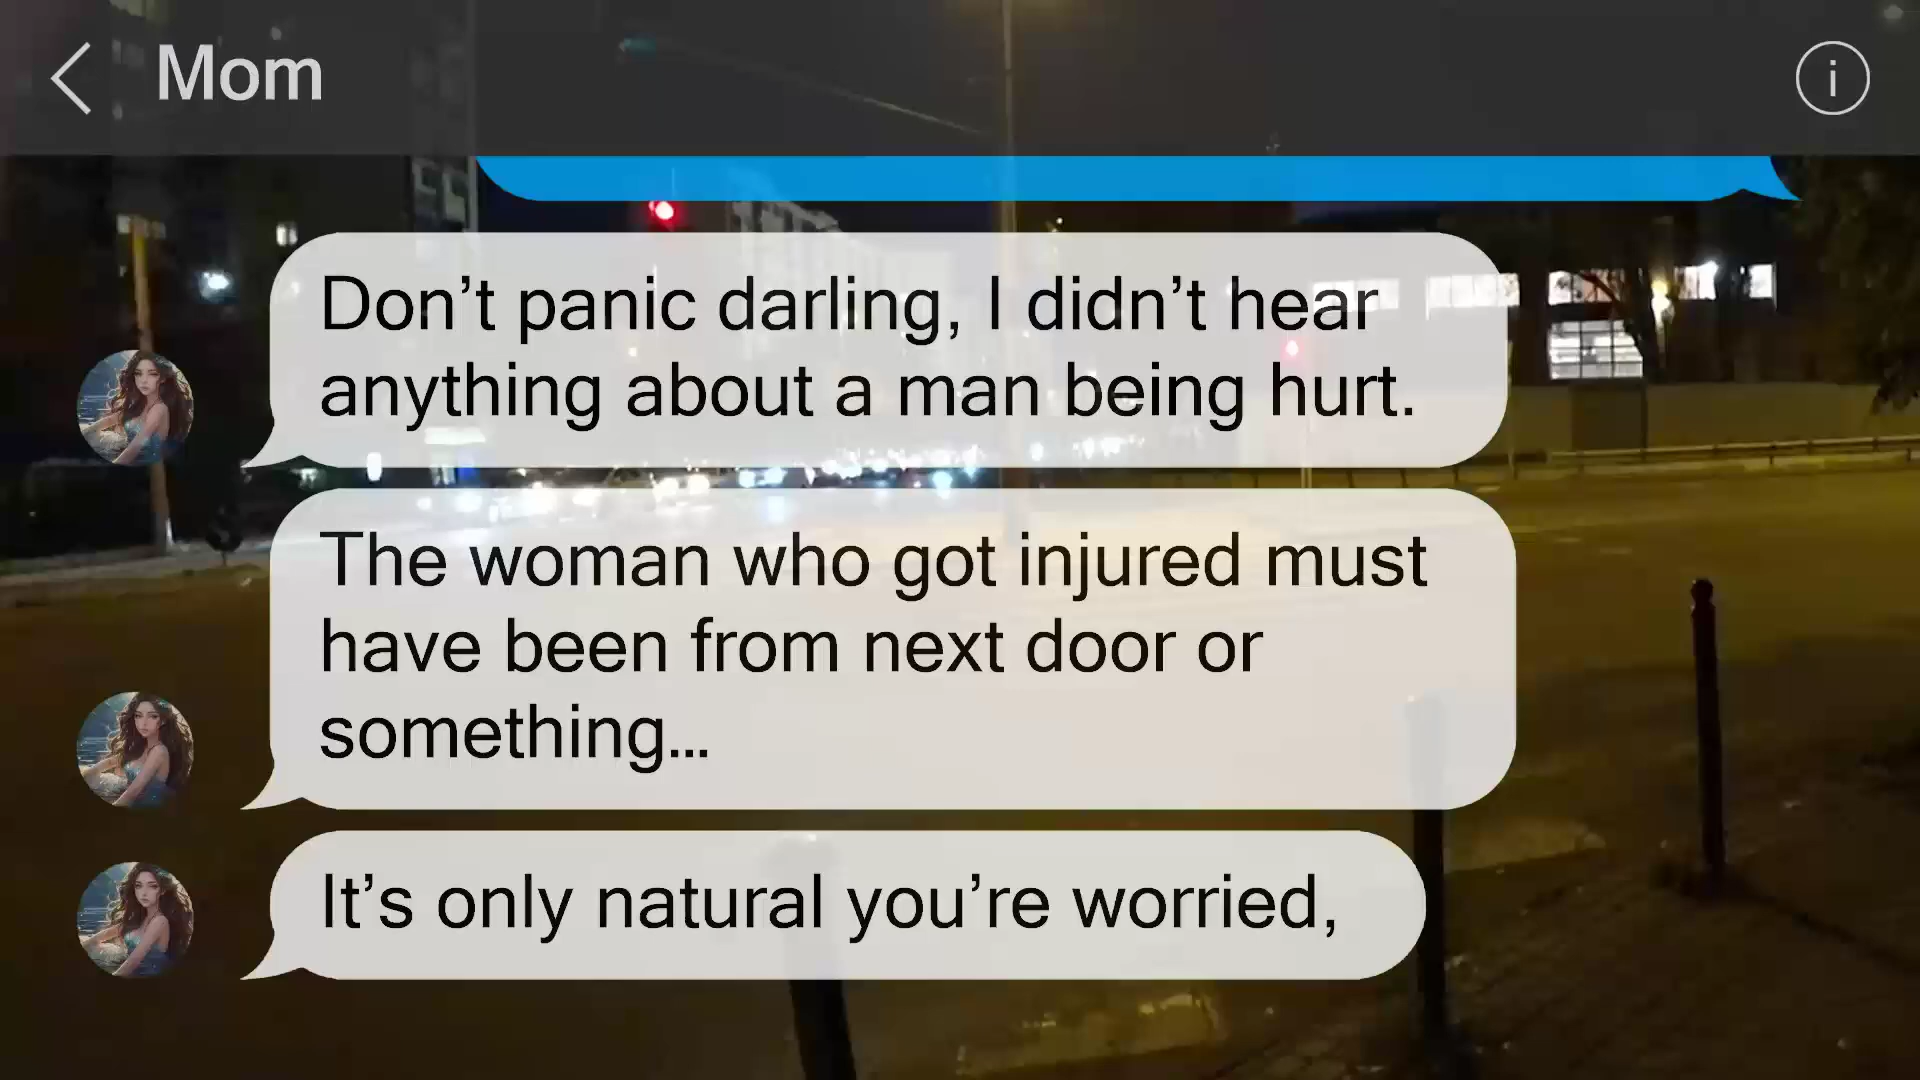 Mom
i
Don’t panic darling, I didn’t hear
anything about a man being hurt.
The woman who got injured must
have been from next door or
something…
It’s only natural you’re worried,